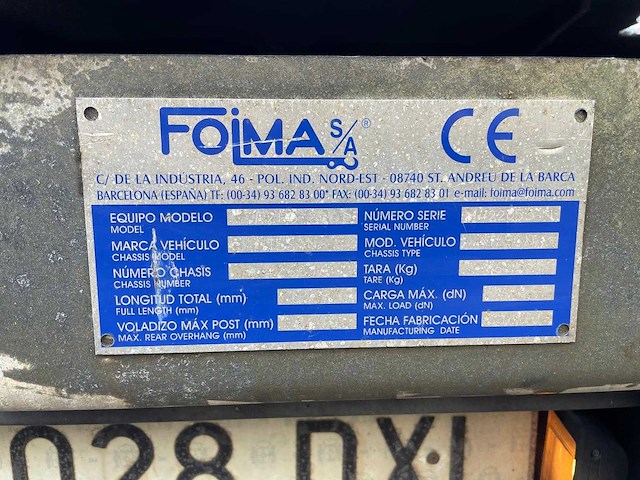 FOIMA S/A ® CE
C/ DE LA INDUSTRIA, 46 - POL. IND. NORD-EST - 08740 ST. ANDREU DE LA BARCA
BARCELONA (ESPAÑA) TF: (00-34) 93 682 83 00* FAX: (00-34) 93 682 83 01 e-mail: foima@foima.com
EQUIPO MODELO
MODEL
MARCA VEHÍCULO
CHASSIS MODEL
NÚMERO CHASIS
CHASSIS NUMBER
LONGITUD TOTAL (mm)
FULL LENGTH (mm)
VOLADIZO MÁX POST (mm)
MAX. REAR OVERHANG (mm)
NÚMERO SERIE
SERIAL NUMBER
MOD. VEHÍCULO
CHASSIS TYPE
TARA (Kg)
TARE (Kg)
CARGA MÁX. (dN)
MAX. LOAD (dN)
FECHA FABRICACIÓN
MANUFACTURING DATE
028 DXL